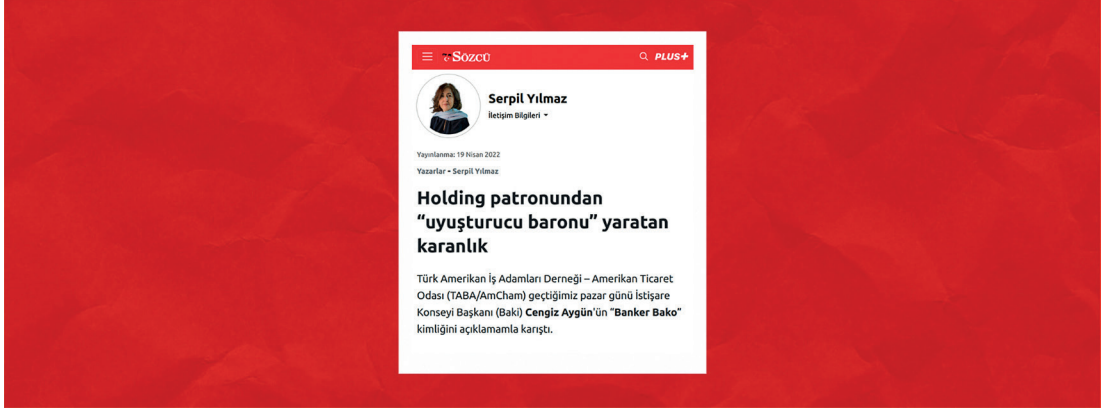 Sözcü
PLUS+
Serpil Yılmaz
İletişim Bilgileri
Yayınlanma: 19 Nisan 2022
Yazarlar - Serpil Yılmaz
Holding patronundan
“uyuşturucu baronu” yaratan
karanlık
Türk Amerikan İş Adamları Derneği – Amerikan Ticaret
Odası (TABA/AmCham) geçtiğimiz pazar günü İstişare
Konseyi Başkanı (Baki) Cengiz Aygün'ün “Banker Bako”
kimliğini açıklamamla karıştı.